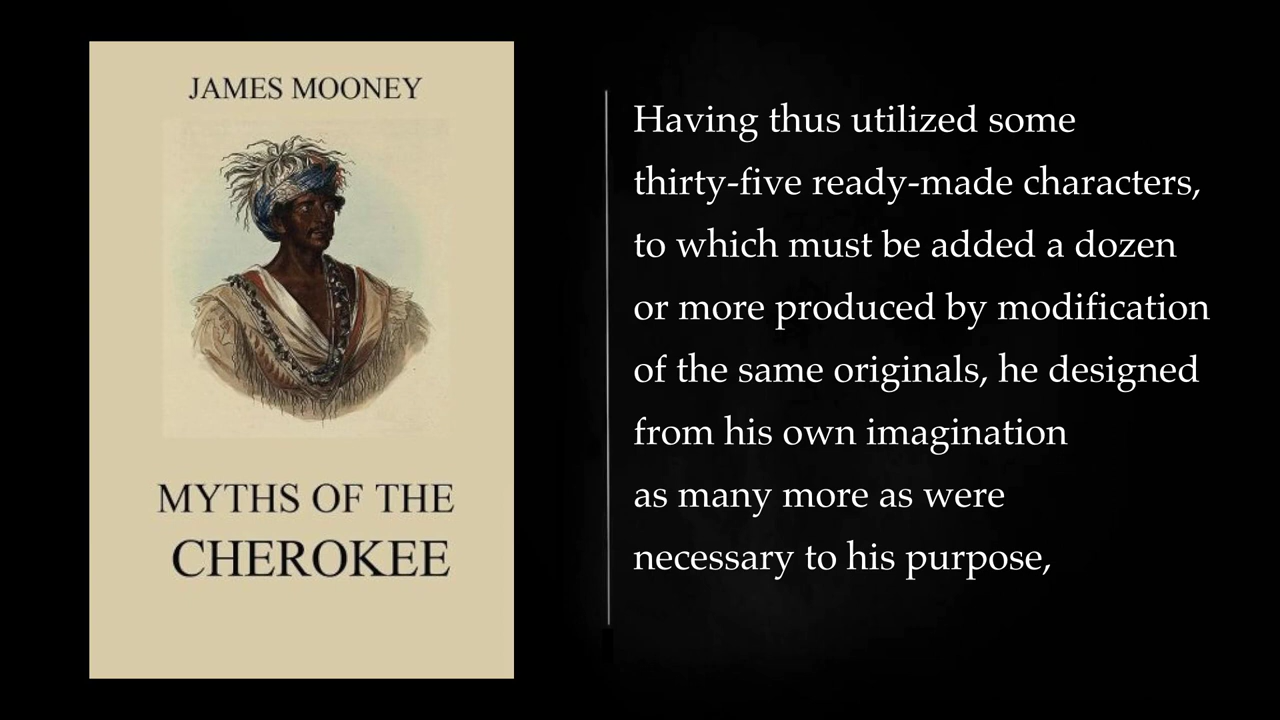 JAMES MOONEY
MYTHS OF THE
CHEROKEE
Having thus utilized some
thirty-five ready-made characters,
to which must be added a dozen
or more produced by modification
of the same originals, he designed
from his own imagination
as many more as were
necessary to his purpose,